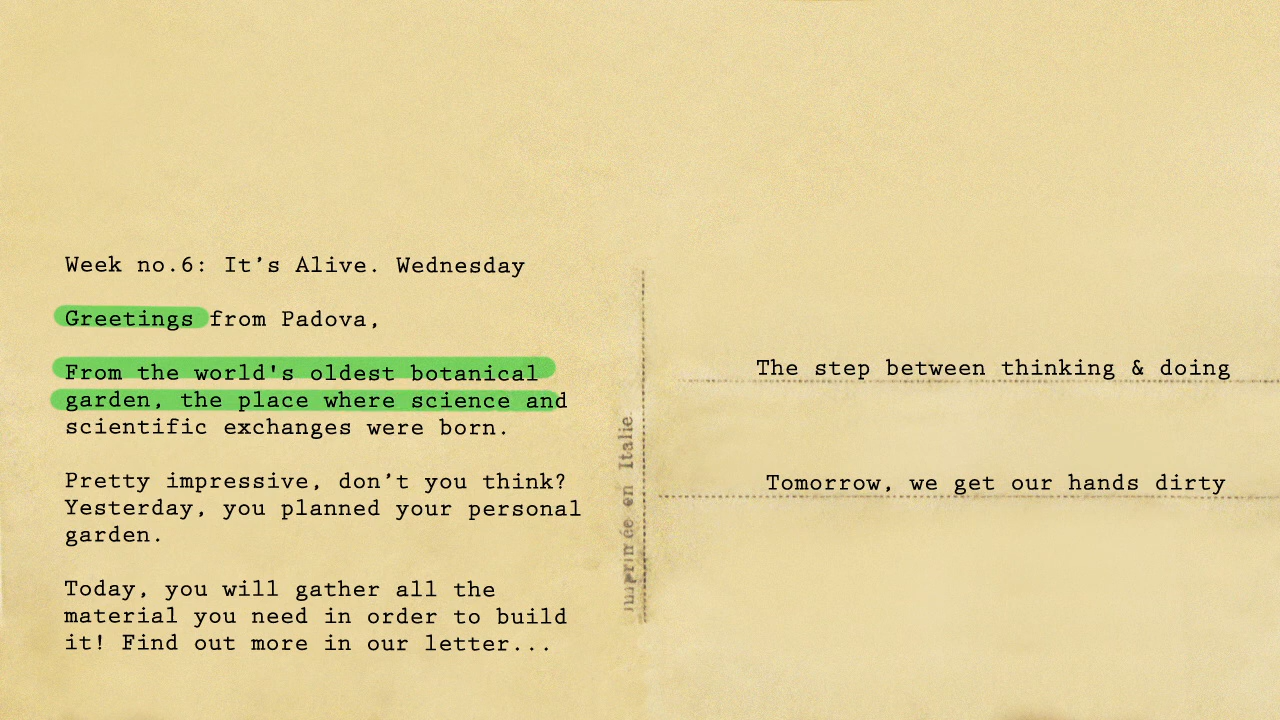 Week no.6: It’s Alive. Wednesday
Greetings from Padova,
From the world's oldest botanical
garden, the place where science and
scientific exchanges were born.
Pretty impressive, don’t you think?
Yesterday, you planned your personal
garden.
Today, you will gather all the
material you need in order to build
it! Find out more in our letter...
imprimée en Italie
The step between thinking & doing
Tomorrow, we get our hands dirty